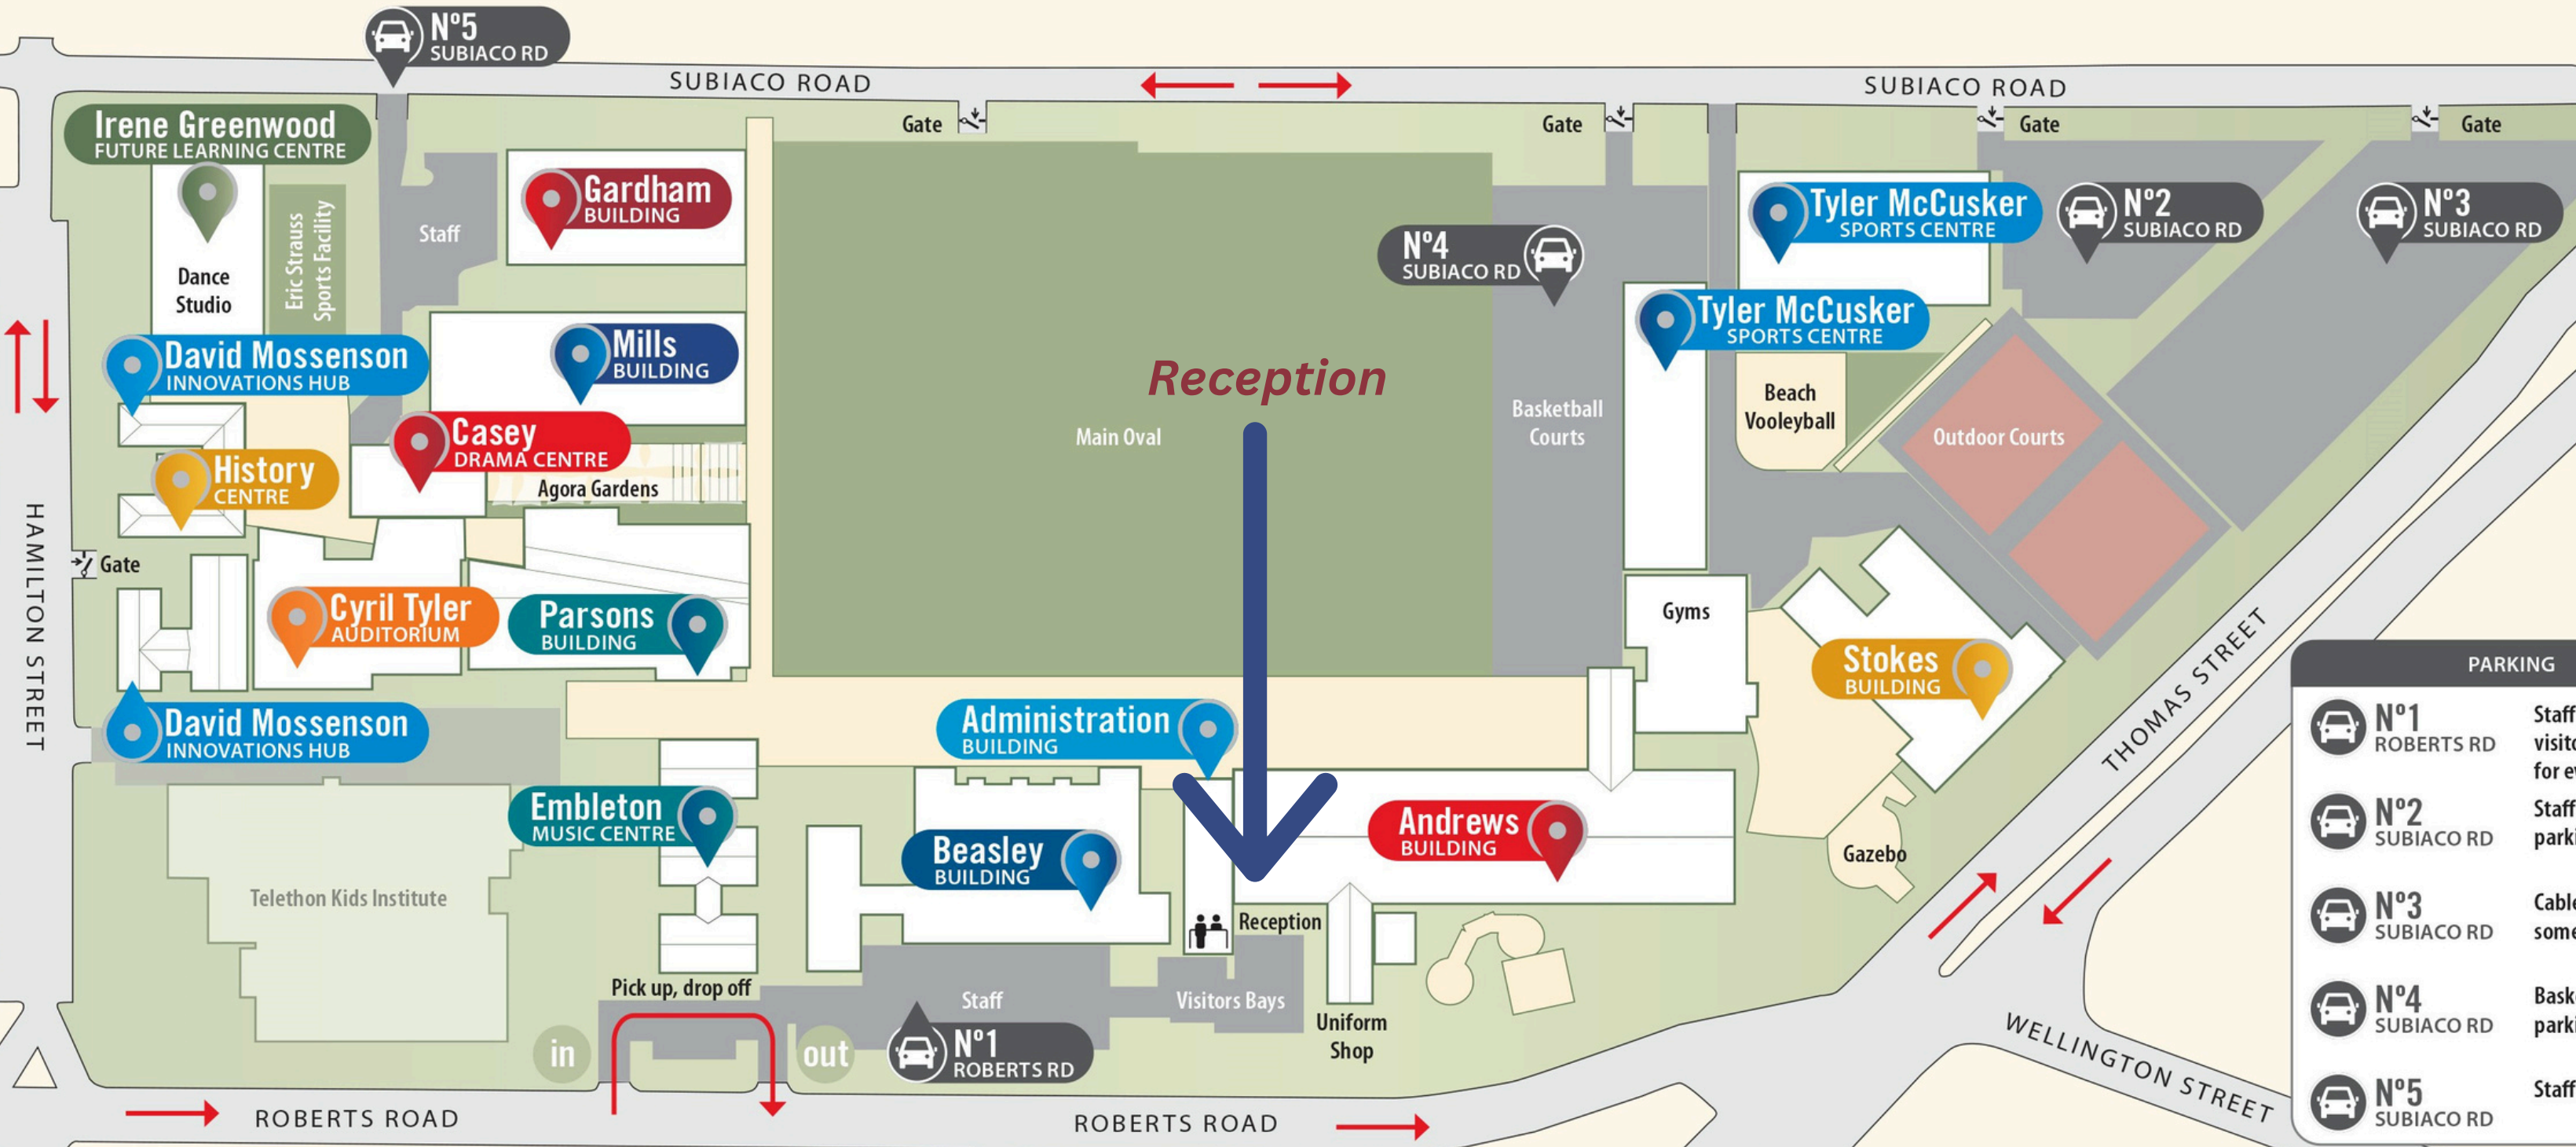 Nº5
SUBIACO RD
SUBIACO ROAD
SUBIACO ROAD
Gate
Gate
Gate
Gate
Irene Greenwood
FUTURE LEARNING CENTRE
Dance
Studio
Eric Strauss
Sports Facility
Staff
Gardham
BUILDING
Tyler McCusker
SPORTS CENTRE
Nº2
SUBIACO RD
Nº3
SUBIACO RD
Nº4
SUBIACO RD
Tyler McCusker
SPORTS CENTRE
David Mossenson
INNOVATIONS HUB
Mills
BUILDING
Reception
Main Oval
Basketball
Courts
Beach
Vooleyball
Outdoor Courts
Casey
DRAMA CENTRE
Agora Gardens
History
CENTRE
HAMILTON STREET
Gate
Cyril Tyler
AUDITORIUM
Parsons
BUILDING
Gyms
Stokes
BUILDING
THOMAS STREET
David Mossenson
INNOVATIONS HUB
Administration
BUILDING
Embleton
MUSIC CENTRE
Beasley
BUILDING
Andrews
BUILDING
Gazebo
Telethon Kids Institute
Reception
Pick up, drop off
Staff
Visitors Bays
Uniform
Shop
in
out
Nº1
ROBERTS RD
ROBERTS ROAD
ROBERTS ROAD
WELLINGTON STREET
PARKING
Nº1
ROBERTS RD
Staff
visito
for e
Nº2
SUBIACO RD
Staff
parki
Nº3
SUBIACO RD
Cable
some
Nº4
SUBIACO RD
Bask
parki
Nº5
SUBIACO RD
Staff